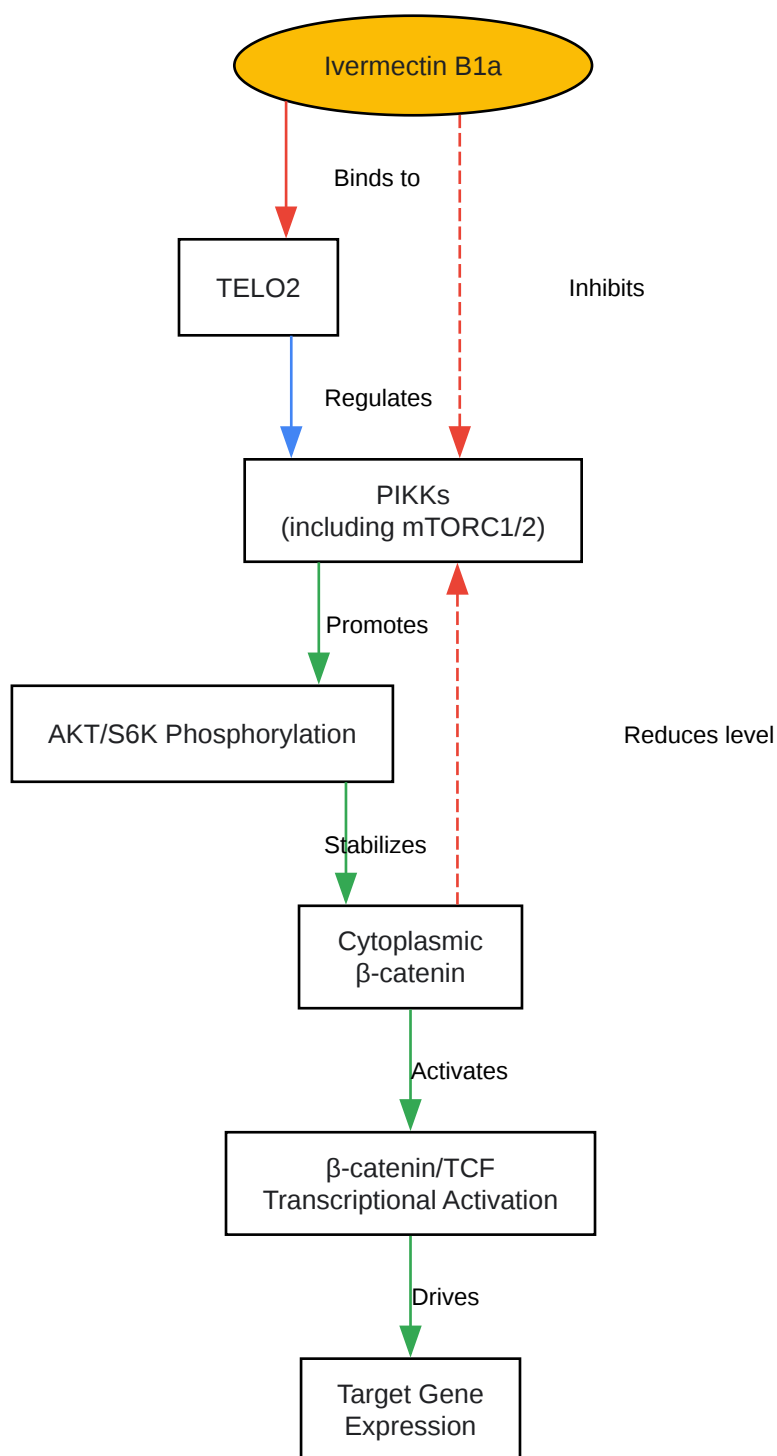 Ivermectin B1a
Binds to
TELO2
Inhibits
Regulates
PIKKs
(including mTORC1/2)
Promotes
AKT/S6K Phosphorylation
Reduces level
Stabilizes
Cytoplasmic
β-catenin
Activates
β-catenin/TCF
Transcriptional Activation
Drives
Target Gene
Expression